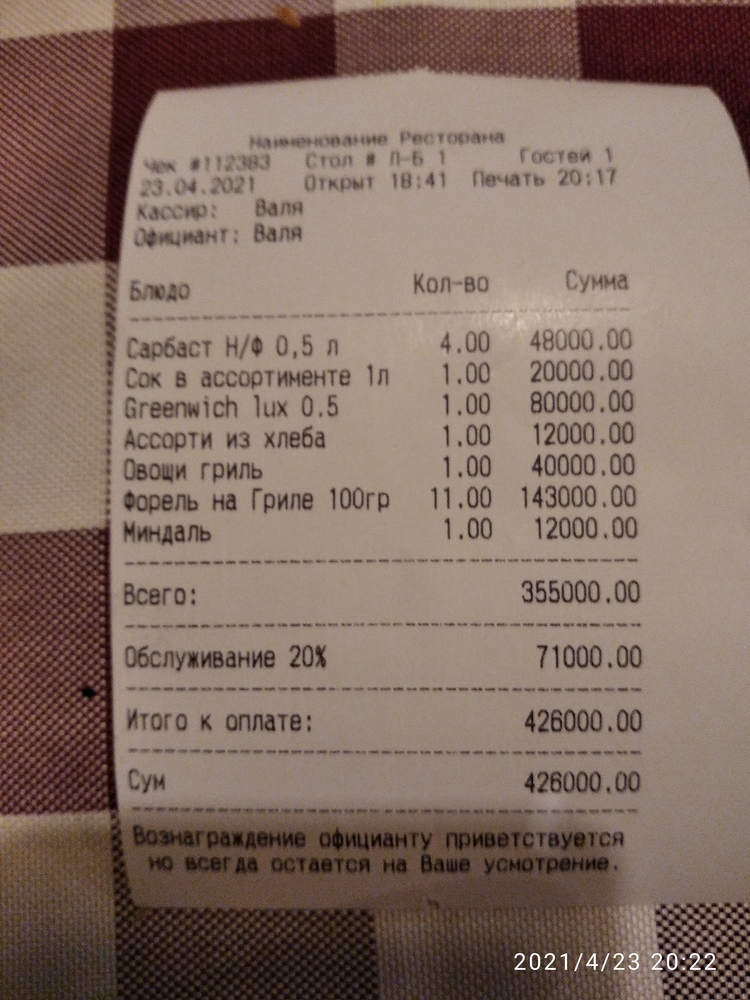 Наименование Ресторана
Чек #112383 Стол # Л-Б 1 Гостей 1
23.04.2021 Открыт 18:41 Печать 20:17
Кассир: Валя
Официант: Валя
Блюдо Кол-во Сумма
Сарбаст Н/Ф 0,5 л 4.00 48000.00
Сок в ассортименте 1л 1.00 20000.00
Greenwich lux 0.5 1.00 80000.00
Ассорти из хлеба 1.00 12000.00
Овощи гриль 1.00 40000.00
Форель на Гриле 100гр 11.00 143000.00
Миндаль 1.00 12000.00
Всего: 355000.00
Обслуживание 20% 71000.00
Итого к оплате: 426000.00
Сум 426000.00
Вознаграждение официанту приветствуется
но всегда остается на Ваше усмотрение.
2021/4/23 20:22